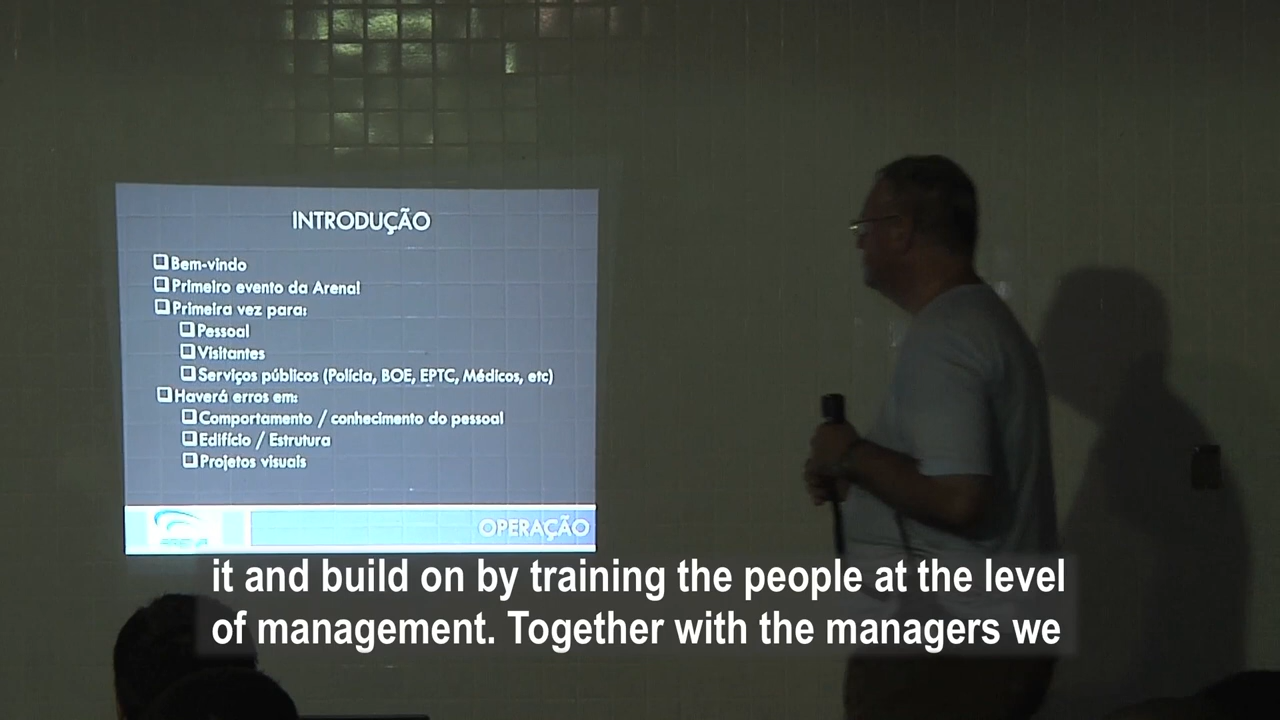 INTRODUÇÃO
Bem-vindo
Primeiro evento da Arena!
Primeira vez para:
Pessoal
Visitantes
Serviços públicos (Polícia, BOE, EPTC, Médicos, etc)
Haverá erros em:
Comportamento / conhecimento do pessoal
Edifício / Estrutura
Projetos visuais
OPERAÇÃO
it and build on by training the people at the level
of management. Together with the managers we